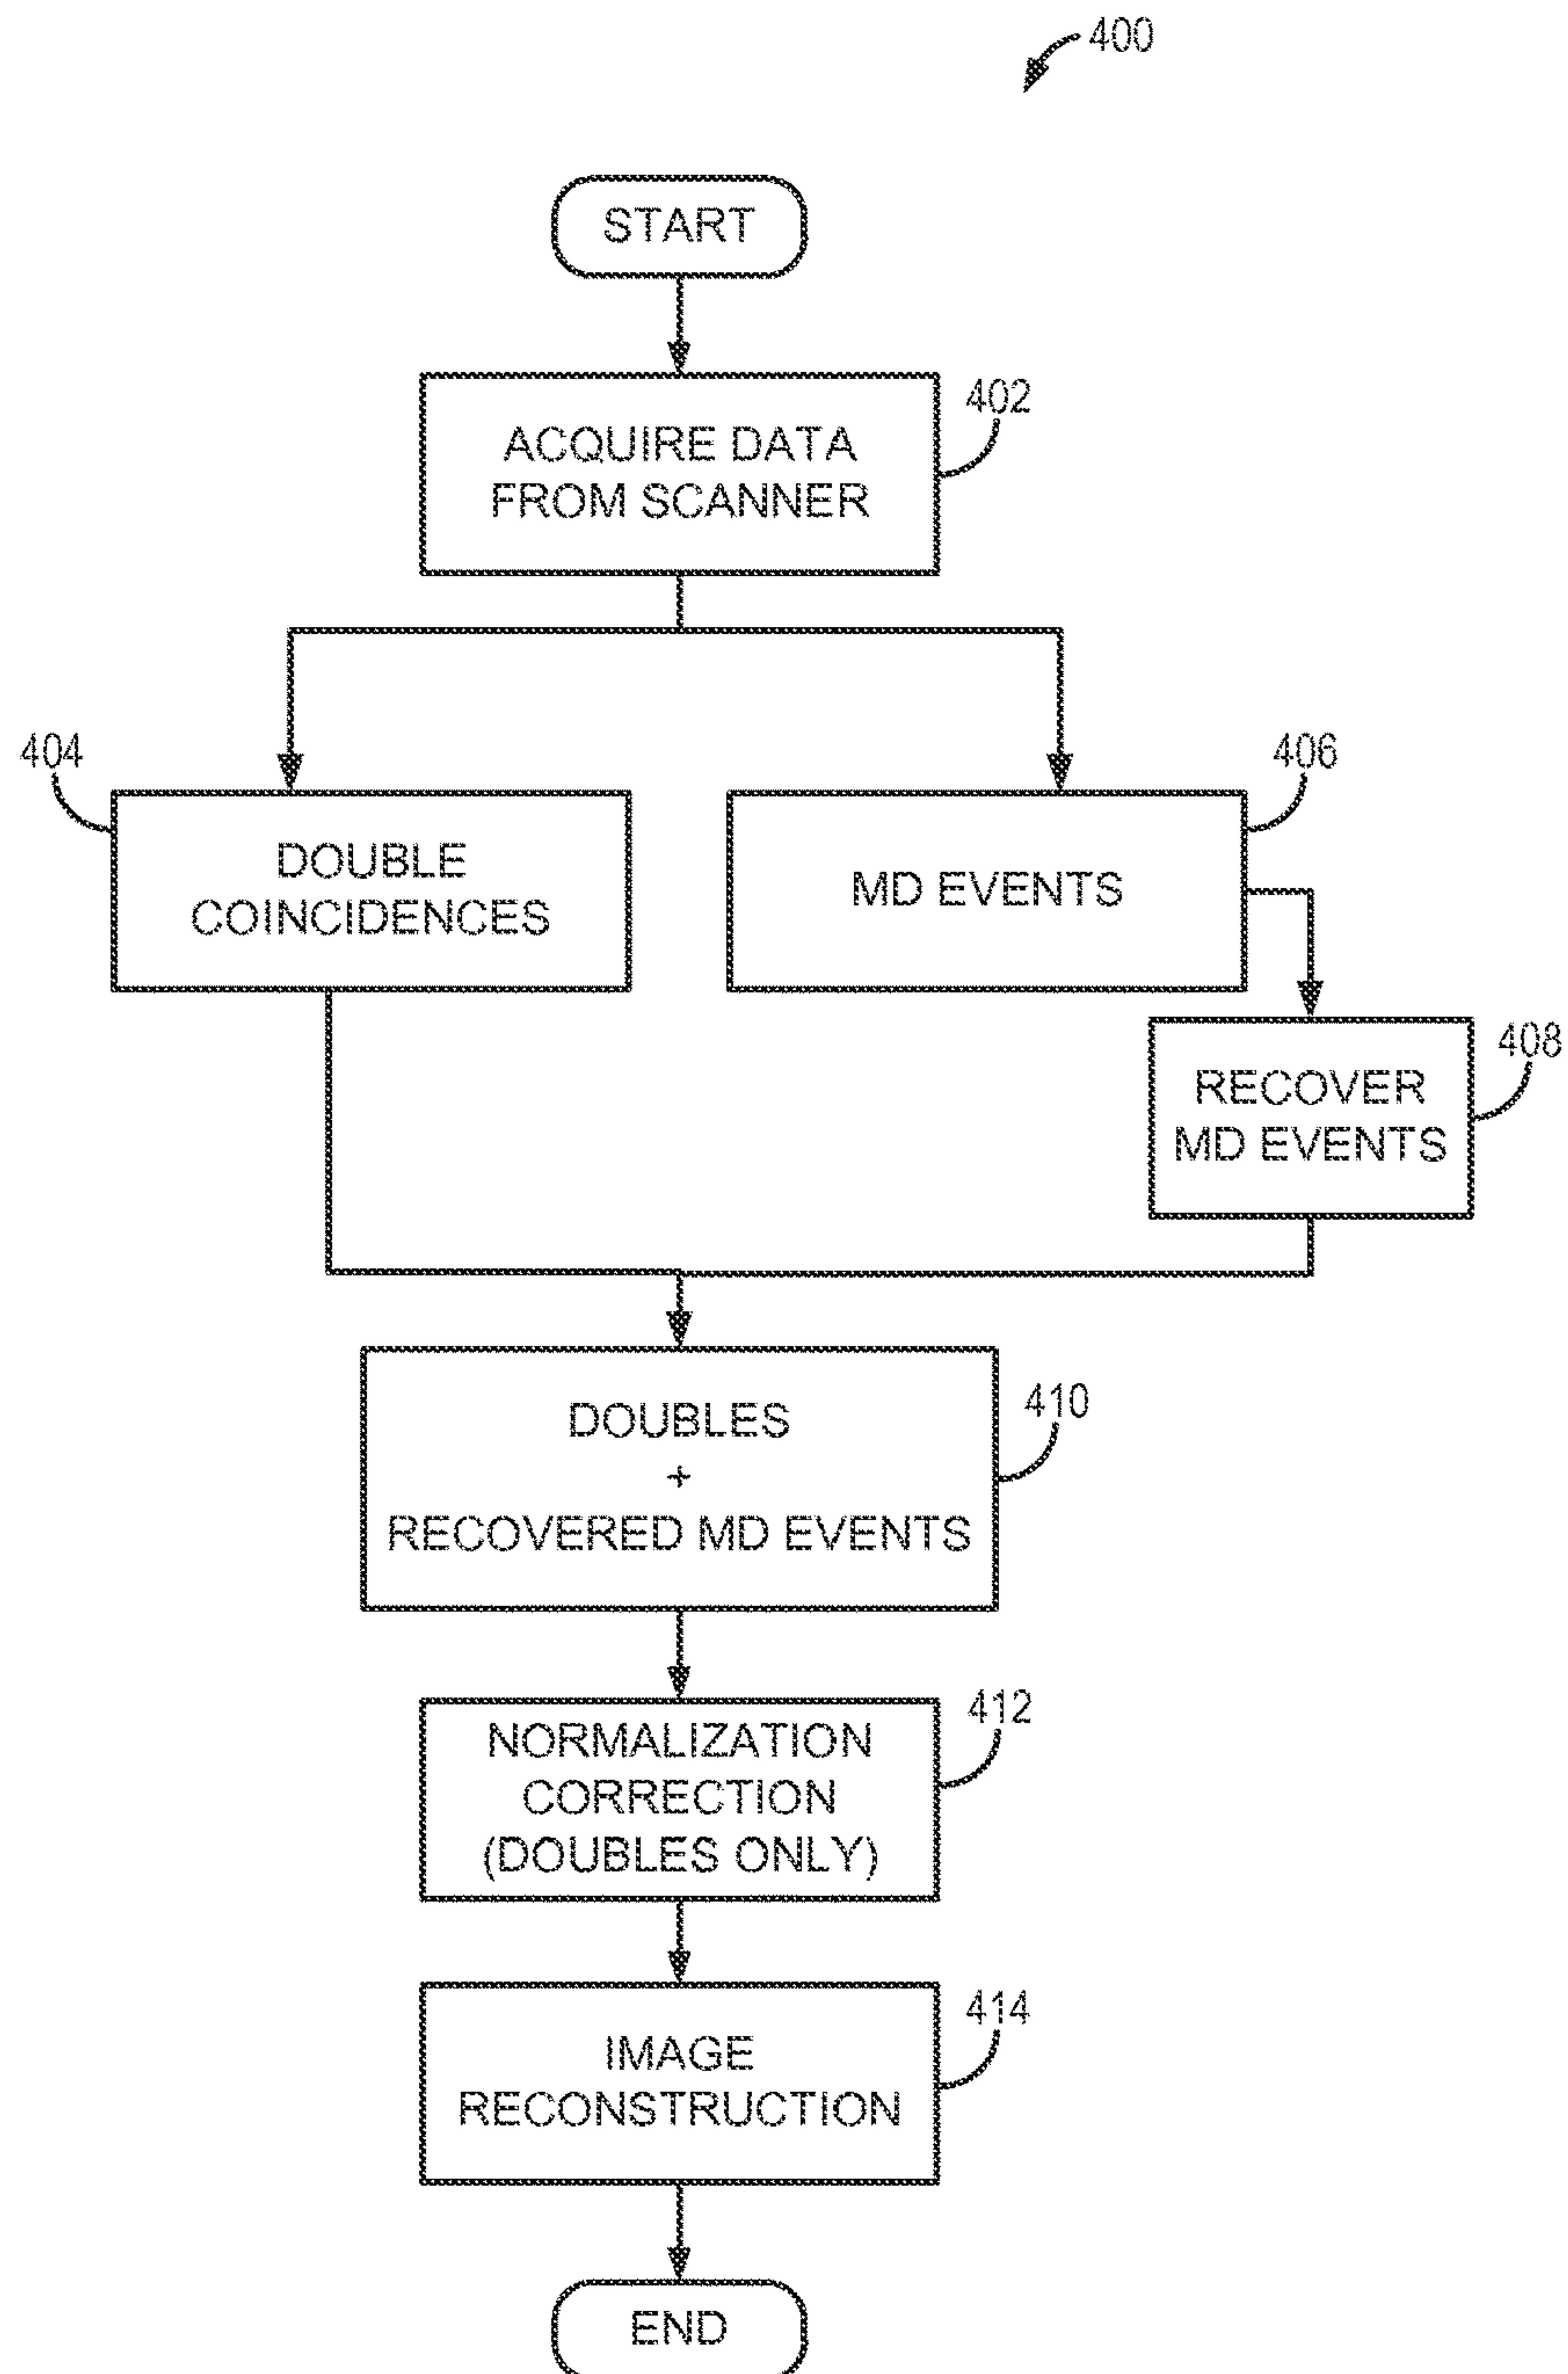 400
START
402
ACQUIRE DATA
FROM SCANNER
404
406
DOUBLE
COINCIDENCES
MD EVENTS
408
RECOVER
MD EVENTS
410
DOUBLES
+
RECOVERED MD EVENTS
412
NORMALIZATION
CORRECTION
(DOUBLES ONLY)
414
IMAGE
RECONSTRUCTION
END